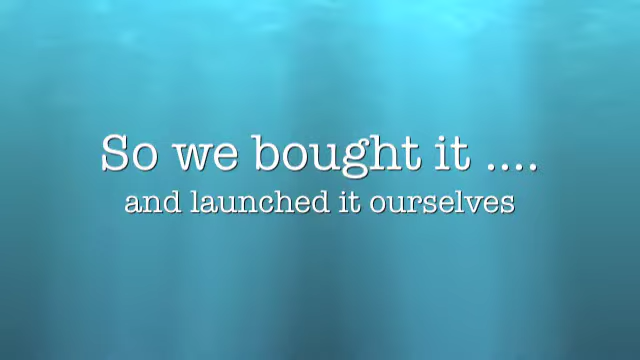 So we bought it ....
and launched it ourselves